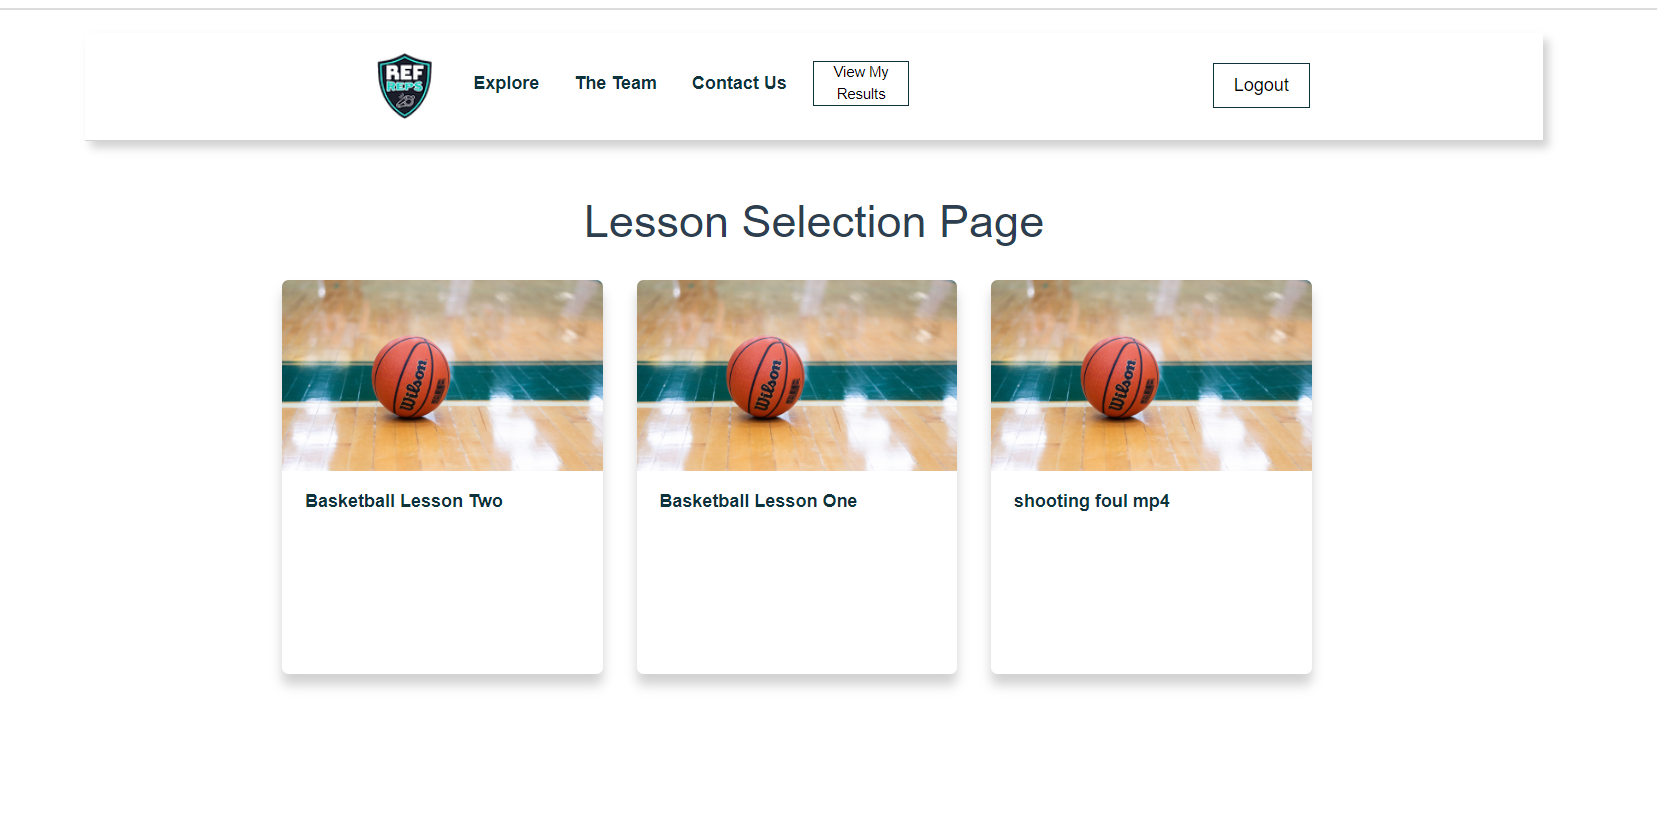 REF
REPS
Explore
The Team
Contact Us
View My
Results
Logout
Lesson Selection Page
Wilson
Wilson
Wilson
Basketball Lesson Two
Basketball Lesson One
shooting foul mp4